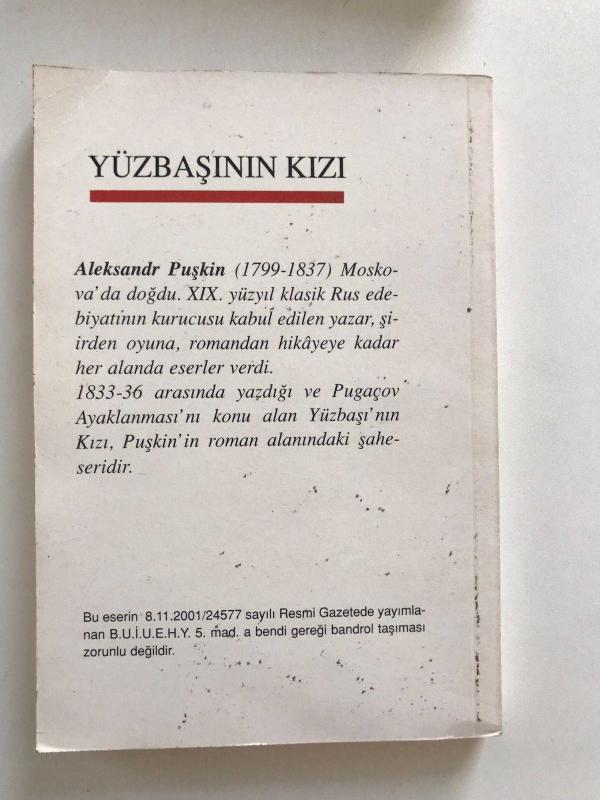 YÜZBAŞININ KIZI
Aleksandr Puşkin (1799-1837) Mosko-
va'da doğdu. XIX. yüzyıl klasik Rus ede-
biyatının kurucusu kabul edilen yazar, şi-
irden oyuna, romandan hikâyeye kadar
her alanda eserler verdi.
1833-36 arasında yazdığı ve Pugaçov
Ayaklanması'nı konu alan Yüzbaşı'nın
Kızı, Puşkin'in roman alanındaki şahe-
seridir.
Bu eserin 8.11.2001/24577 sayılı Resmi Gazetede yayımla-
nan B.U.İ.U.E.H.Y. 5. mad. a bendi gereği bandrol taşıması
zorunlu değildir.